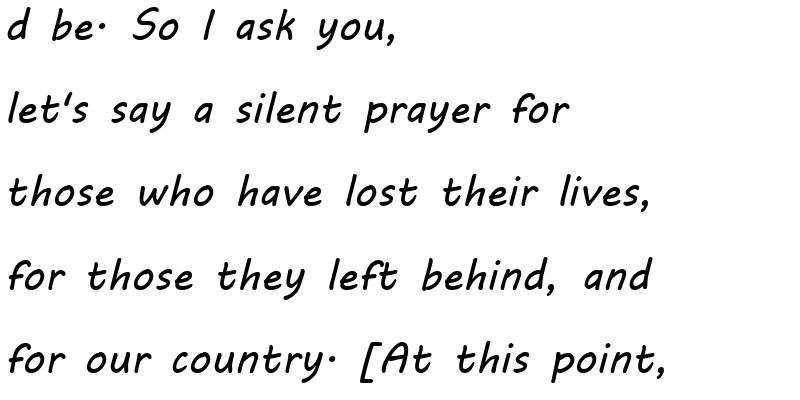 d be. So I ask you,
let's say a silent prayer for
those who have lost their lives,
for those they left behind, and
for our country. [At this point,